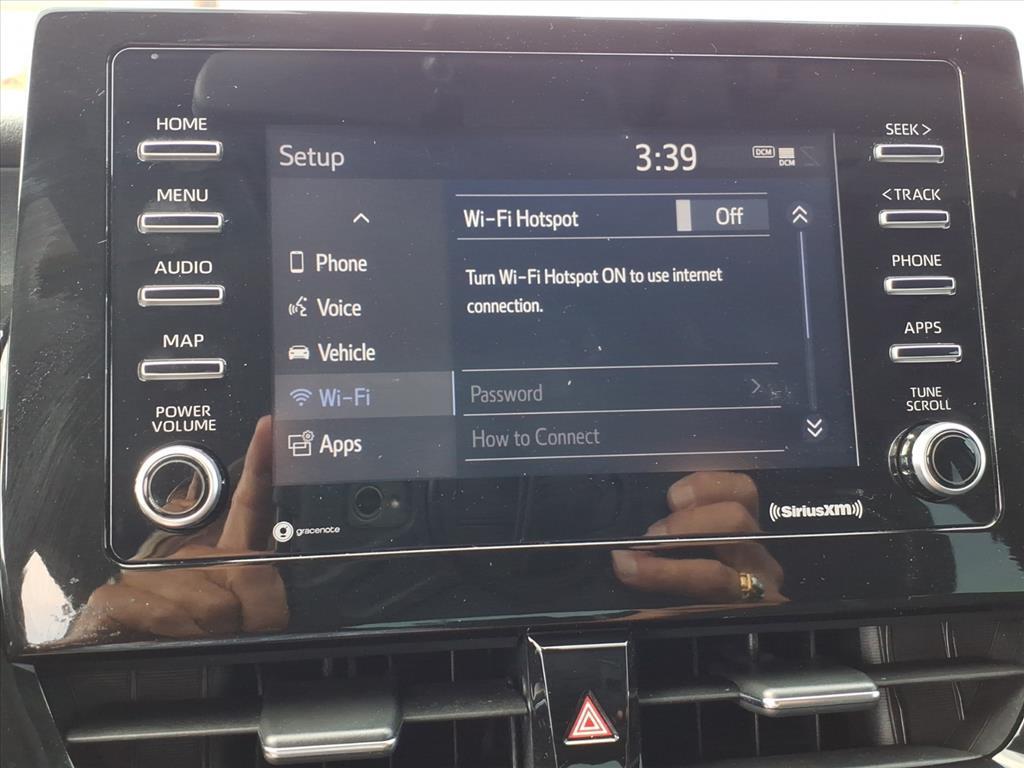 HOME
MENU
AUDIO
MAP
POWER
VOLUME
Setup
3:39
DCM
DCM
Phone
Voice
Vehicle
Wi-Fi
Apps
Wi-Fi Hotspot
Off
Turn Wi-Fi Hotspot ON to use internet
connection.
Password
How to Connect
SEEK >
< TRACK
PHONE
APPS
TUNE
SCROLL
gracenote
((SiriusXM))